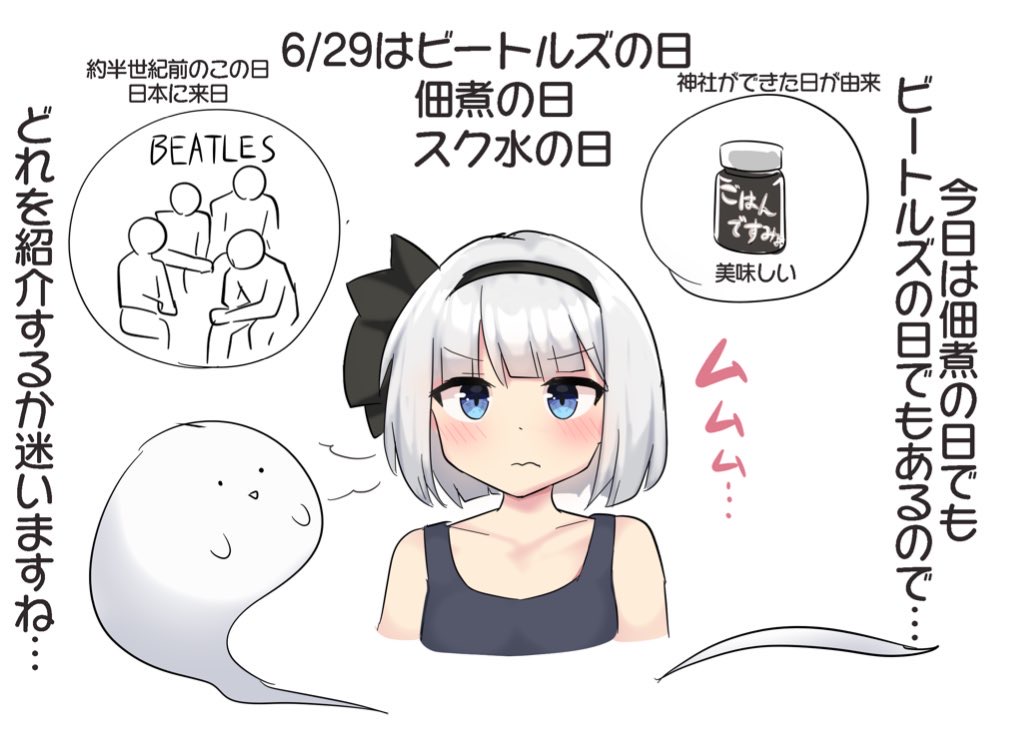 6/29はビートルズの日
佃煮の日
スク水の日
約半世紀前のこの日
日本に来日
BEATLES
神社ができた日が由来
ごはん
ですみょ
美味しい
今日は佃煮の日でも
ビートルズの日でもあるので…
ムムム…
どれを紹介するか迷いますね…